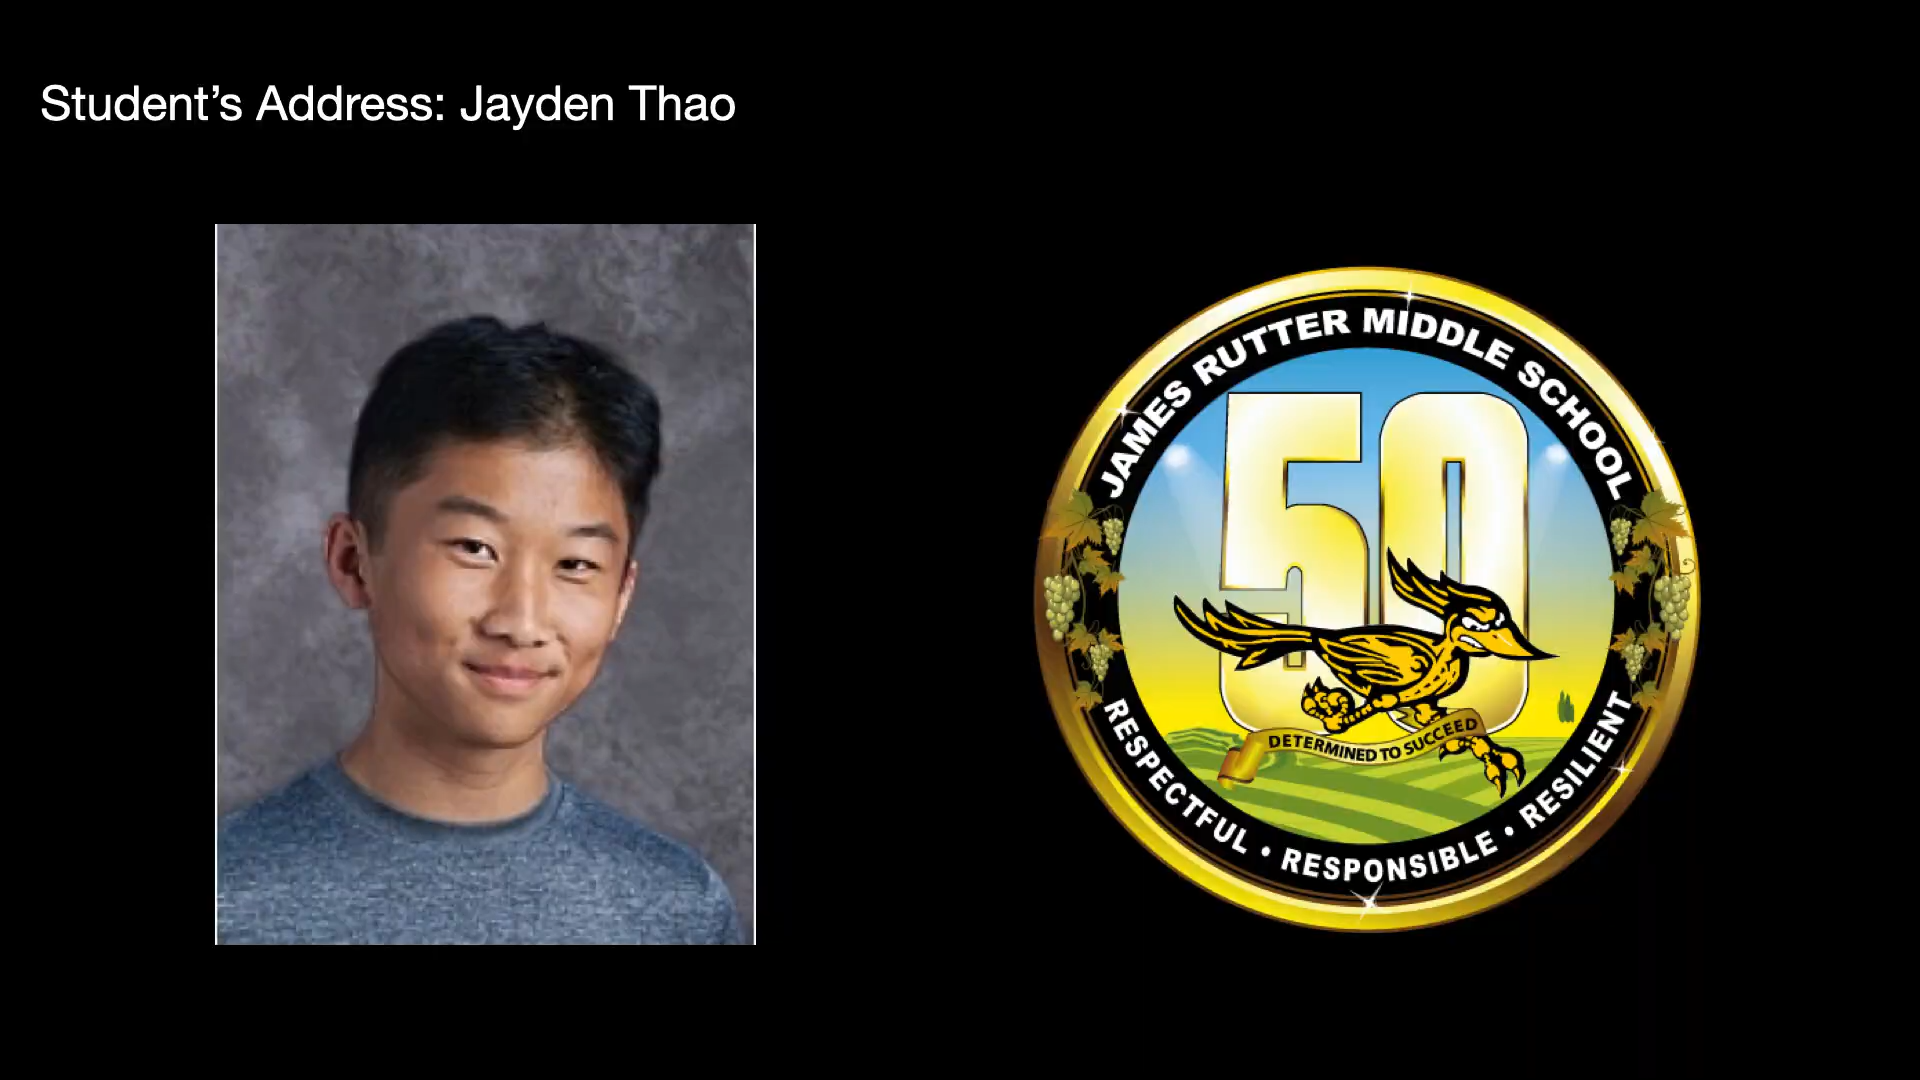 Student’s Address: Jayden Thao
JAMES RUTTER MIDDLE SCHOOL
50
DETERMINED TO SUCCEED
RESPECTFUL • RESPONSIBLE • RESILIENT